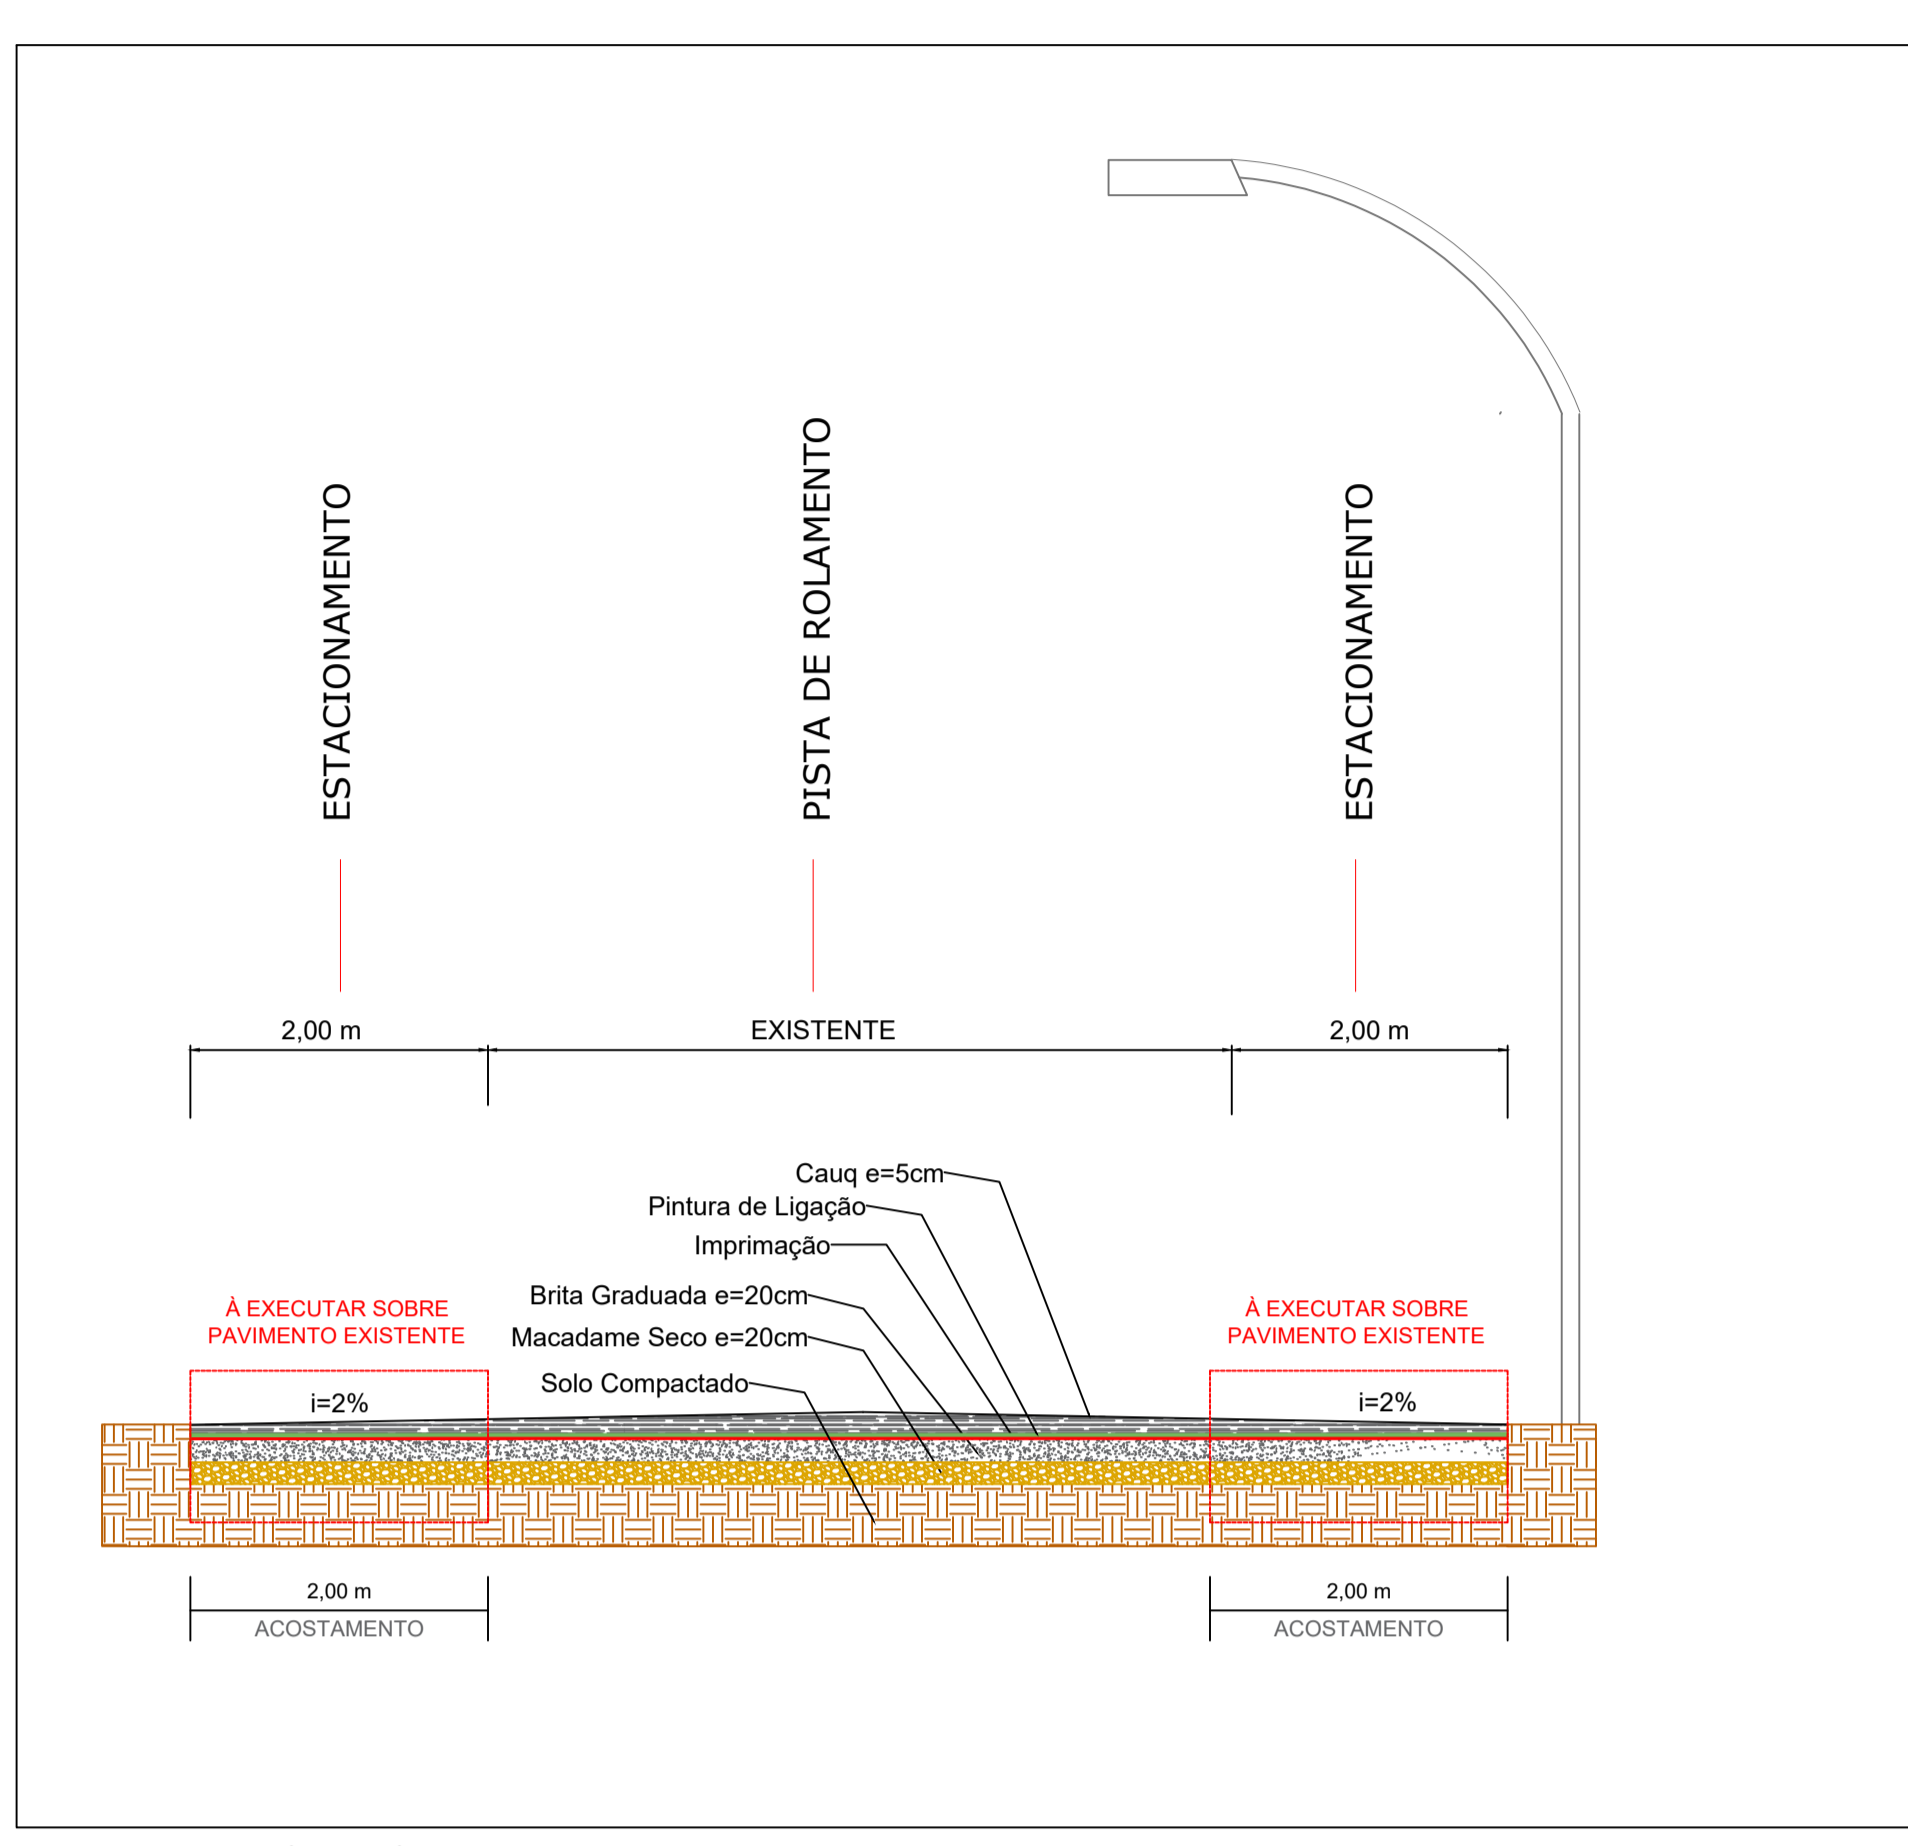 ESTACIONAMENTO
PISTA DE ROLAMENTO
ESTACIONAMENTO
2,00 m
EXISTENTE
2,00 m
Cauq e=5cm
Pintura de Ligação
Imprimação
Brita Graduada e=20cm
Macadame Seco e=20cm
Solo Compactado
À EXECUTAR SOBRE
PAVIMENTO EXISTENTE
À EXECUTAR SOBRE
PAVIMENTO EXISTENTE
i=2%
i=2%
2,00 m
ACOSTAMENTO
2,00 m
ACOSTAMENTO